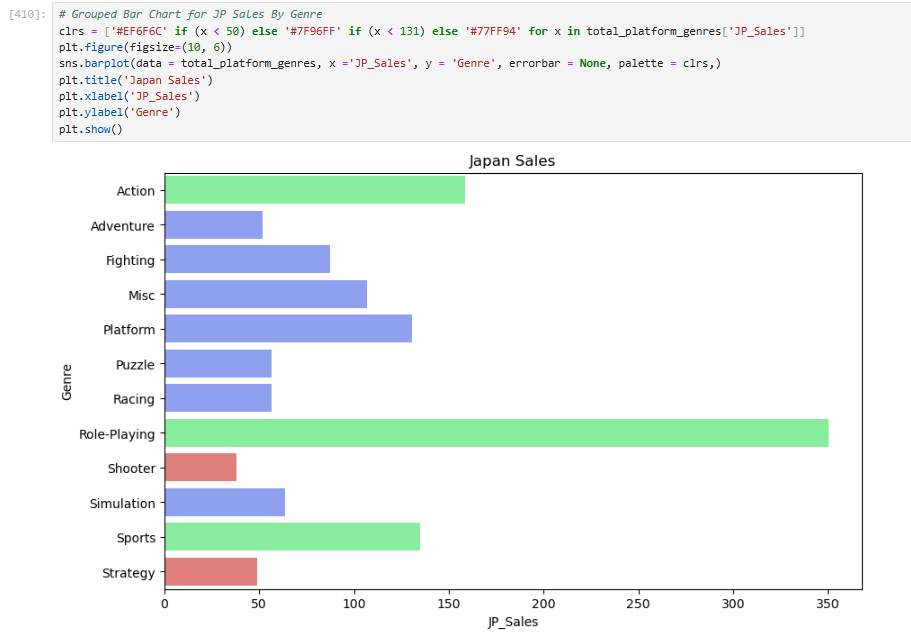 [410]: # Grouped Bar Chart for JP Sales By Genre
clrs = ['#EF6F6C' if (x < 50) else '#7F96FF' if (x < 131) else '#77FF94' for x in total_platform_genres['JP_Sales']]
plt.figure(figsize=(10, 6))
sns.barplot(data = total_platform_genres, x ='JP_Sales', y = 'Genre', errorbar = None, palette = clrs,)
plt.title('Japan Sales')
plt.xlabel('JP_Sales')
plt.ylabel('Genre')
plt.show()
Japan Sales
Action
Adventure
Fighting
Misc
Platform
Puzzle
Racing
Role-Playing
Shooter
Simulation
Sports
Strategy
Genre
0 50 100 150 200 250 300 350
JP_Sales